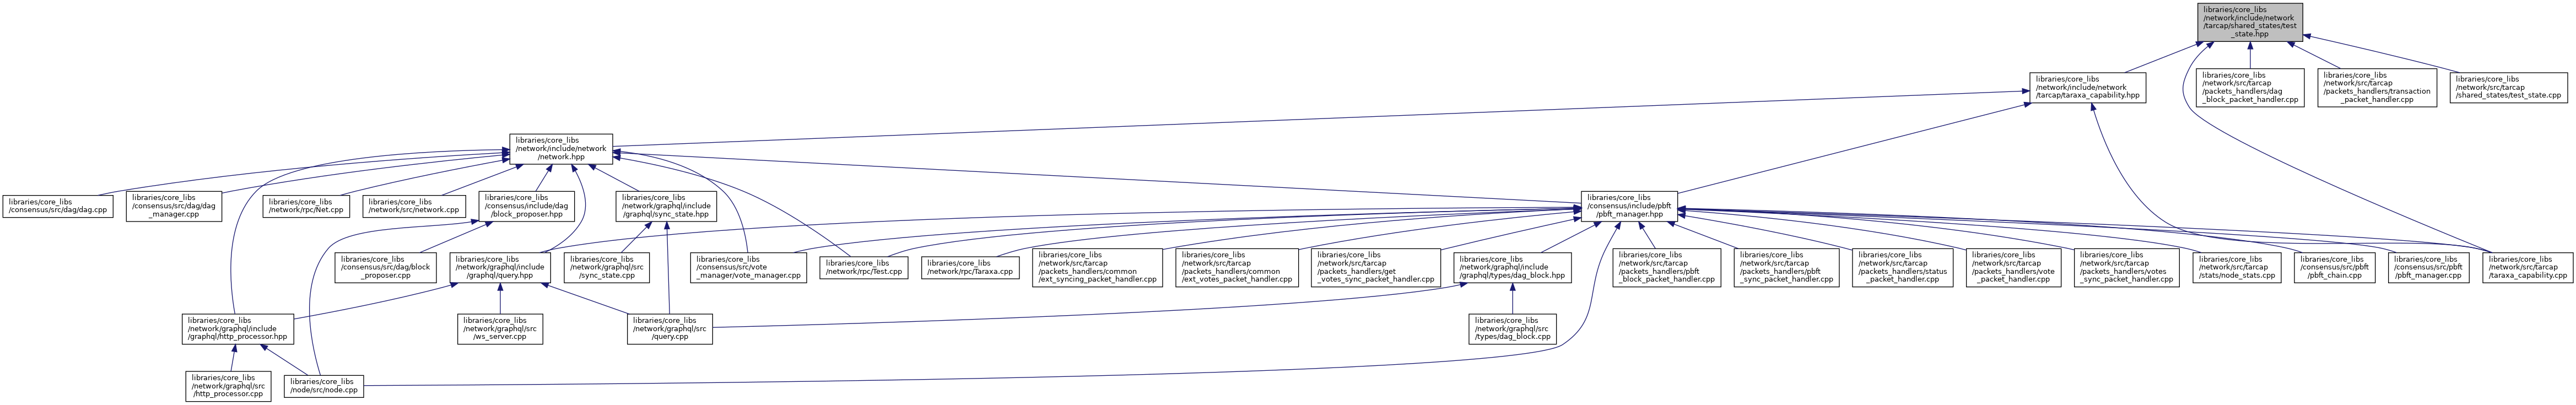 libraries/core_libs
/network/include/network
/tarcap/shared_states/test
_state.hpp
libraries/core_libs
/network/include/network
/tarcap/taraxa_capability.hpp
libraries/core_libs
/network/src/tarcap
/packets_handlers/dag
_block_packet_handler.cpp
libraries/core_libs
/network/src/tarcap
/packets_handlers/transaction
_packet_handler.cpp
libraries/core_libs
/network/src/tarcap
/shared_states/test_state.cpp
libraries/core_libs
/network/include/network
/network.hpp
libraries/core_libs
/consensus/src/dag/dag.cpp
libraries/core_libs
/consensus/src/dag/dag
_manager.cpp
libraries/core_libs
/network/rpc/Net.cpp
libraries/core_libs
/network/src/network.cpp
libraries/core_libs
/consensus/include/dag
/block_proposer.hpp
libraries/core_libs
/network/graphql/include
/graphql/sync_state.hpp
libraries/core_libs
/consensus/include/pbft
/pbft_manager.hpp
libraries/core_libs
/consensus/src/dag/block
_proposer.cpp
libraries/core_libs
/network/graphql/include
/graphql/query.hpp
libraries/core_libs
/network/graphql/src
/sync_state.cpp
libraries/core_libs
/consensus/src/vote
_manager/vote_manager.cpp
libraries/core_libs
/network/rpc/Test.cpp
libraries/core_libs
/network/rpc/Taraxa.cpp
libraries/core_libs
/network/src/tarcap
/packets_handlers/common
/ext_syncing_packet_handler.cpp
libraries/core_libs
/network/src/tarcap
/packets_handlers/common
/ext_votes_packet_handler.cpp
libraries/core_libs
/network/src/tarcap
/packets_handlers/get
_votes_sync_packet_handler.cpp
libraries/core_libs
/network/graphql/include
/graphql/types/dag_block.hpp
libraries/core_libs
/network/src/tarcap
/packets_handlers/pbft
_block_packet_handler.cpp
libraries/core_libs
/network/src/tarcap
/packets_handlers/pbft
_sync_packet_handler.cpp
libraries/core_libs
/network/src/tarcap
/packets_handlers/status
_packet_handler.cpp
libraries/core_libs
/network/src/tarcap
/packets_handlers/vote
_packet_handler.cpp
libraries/core_libs
/network/src/tarcap
/packets_handlers/votes
_sync_packet_handler.cpp
libraries/core_libs
/network/src/tarcap
/stats/node_stats.cpp
libraries/core_libs
/consensus/src/pbft
/pbft_chain.cpp
libraries/core_libs
/consensus/src/pbft
/pbft_manager.cpp
libraries/core_libs
/network/src/tarcap
/taraxa_capability.cpp
libraries/core_libs
/network/graphql/include
/graphql/http_processor.hpp
libraries/core_libs
/network/graphql/src
/ws_server.cpp
libraries/core_libs
/network/graphql/src
/query.cpp
libraries/core_libs
/network/graphql/src
/types/dag_block.cpp
libraries/core_libs
/network/graphql/src
/http_processor.cpp
libraries/core_libs
/node/src/node.cpp